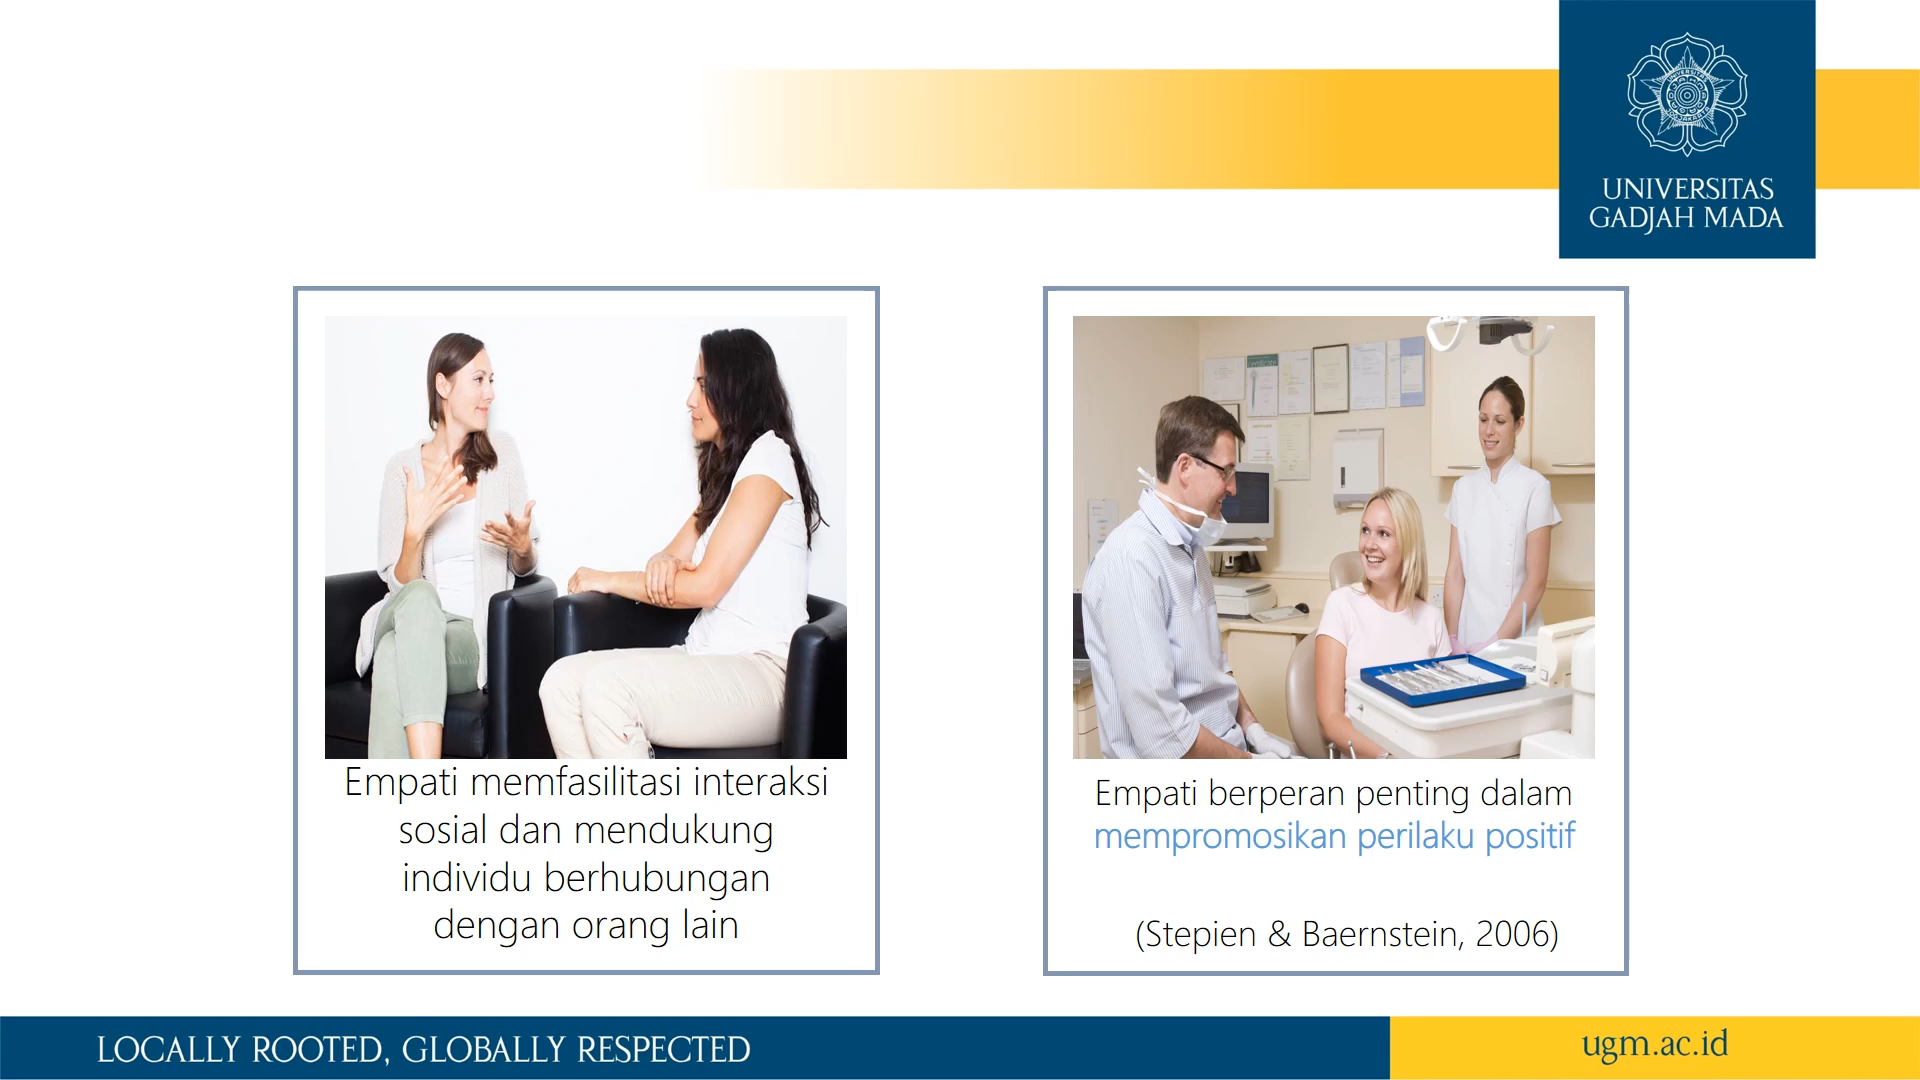 UNIVERSITAS
GADJAH MADA
Empati memfasilitasi interaksi
sosial dan mendukung
individu berhubungan
dengan orang lain
Empati berperan penting dalam
mempromosikan perilaku positif
(Stepien & Baernstein, 2006)
LOCALLY ROOTED, GLOBALLY RESPECTED
ugm.ac.id